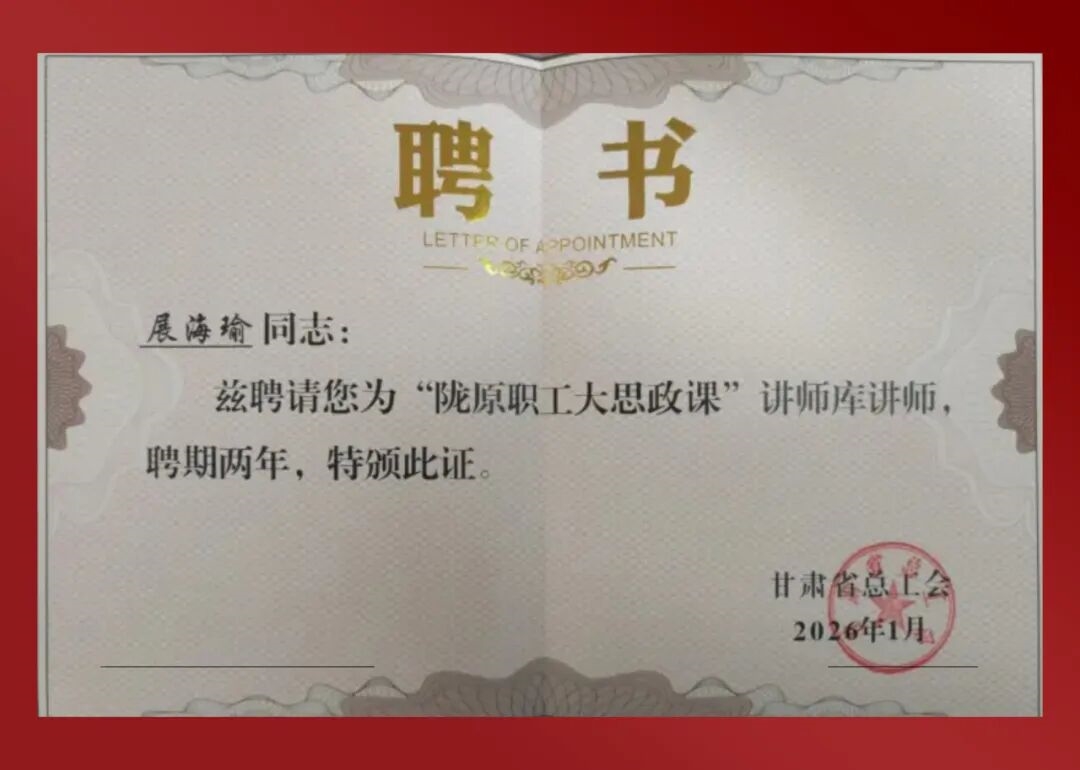 聘书
LETTER OF APPOINTMENT
展海瑜同志：
兹聘请您为“陇原职工大思政课”讲师库讲师，
聘期两年，特颁此证。
甘肃省总工会
2026年1月